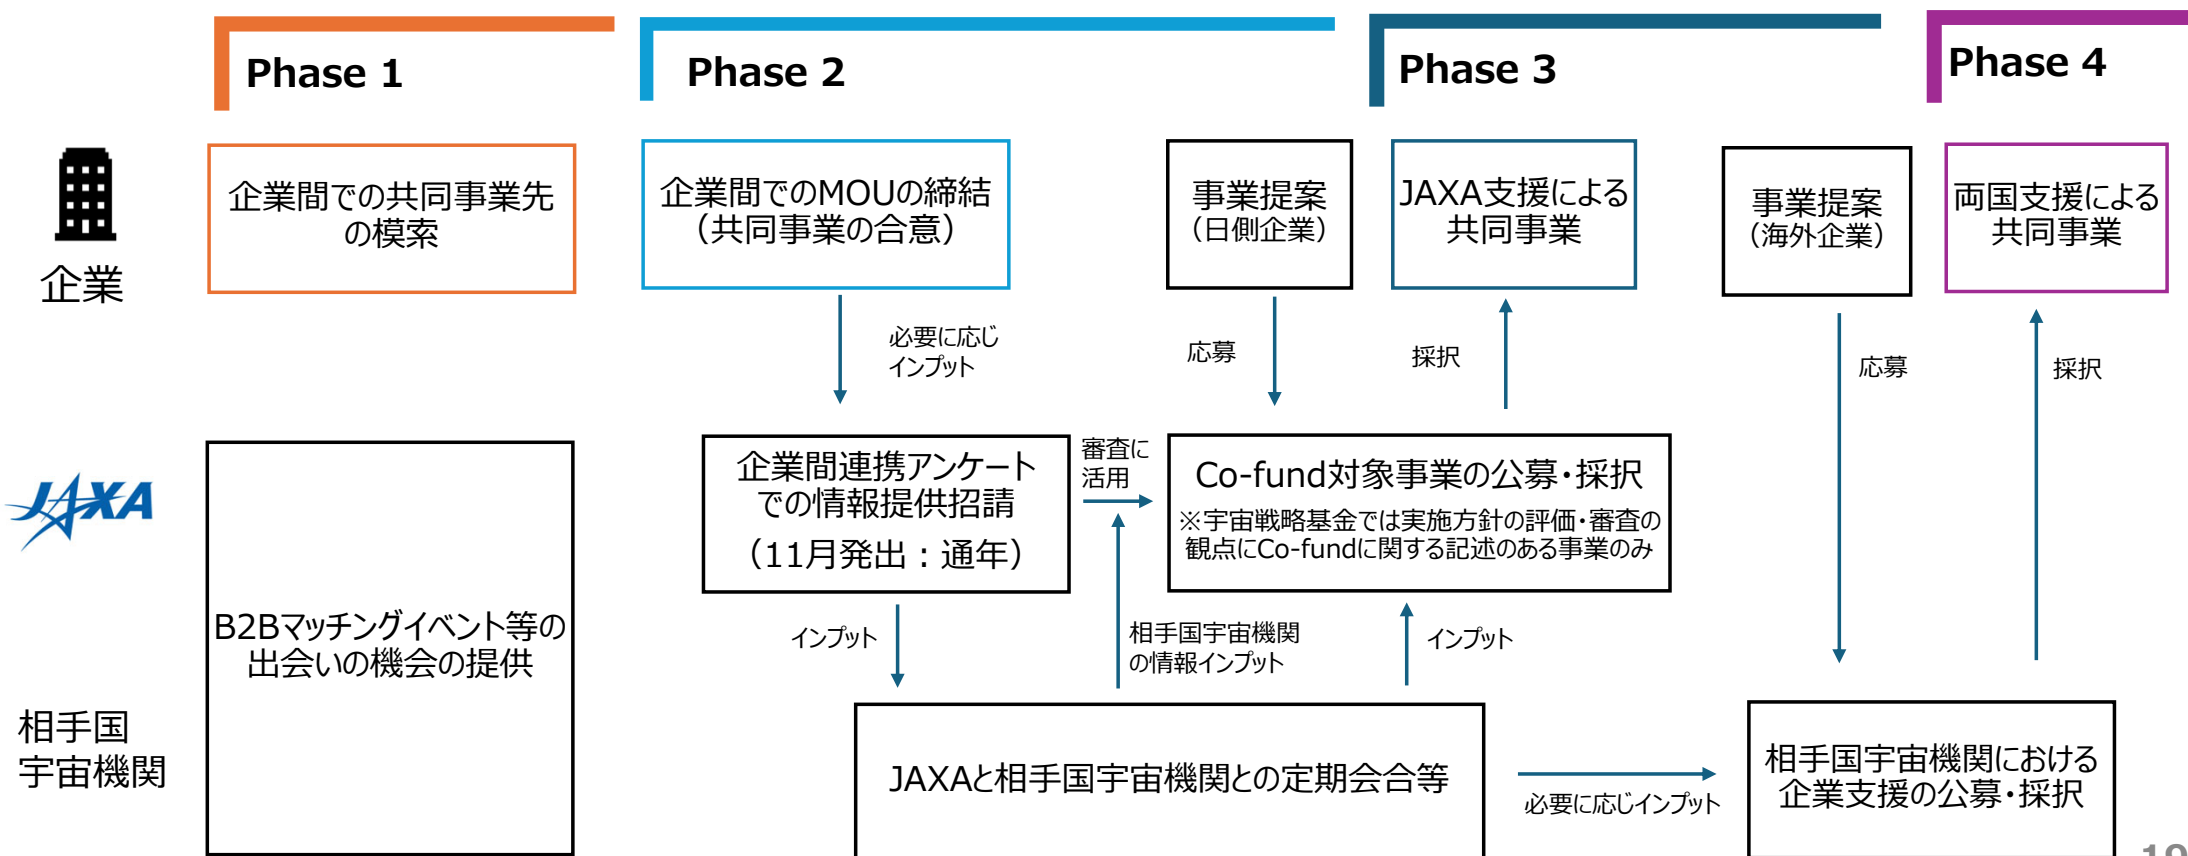 Phase 1
Phase 2
Phase 3
Phase 4
企業
企業間での共同事業先
の模索
企業間でのMOUの締結
（共同事業の合意）
事業提案
（日側企業）
JAXA支援による
共同事業
事業提案
（海外企業）
両国支援による
共同事業
必要に応じ
インプット
応募
採択
応募
採択
JAXA
B2Bマッチングイベント等の
出会いの機会の提供
企業間連携アンケート
での情報提供招請
（11月発出：通年）
審査に
活用
Co-fund対象事業の公募・採択
※宇宙戦略基金では実施方針の評価・審査の
観点にCo-fundに関する記述のある事業のみ
インプット
相手国宇宙機関
の情報インプット
インプット
相手国
宇宙機関
JAXAと相手国宇宙機関との定期会合等
必要に応じインプット
相手国宇宙機関における
企業支援の公募・採択